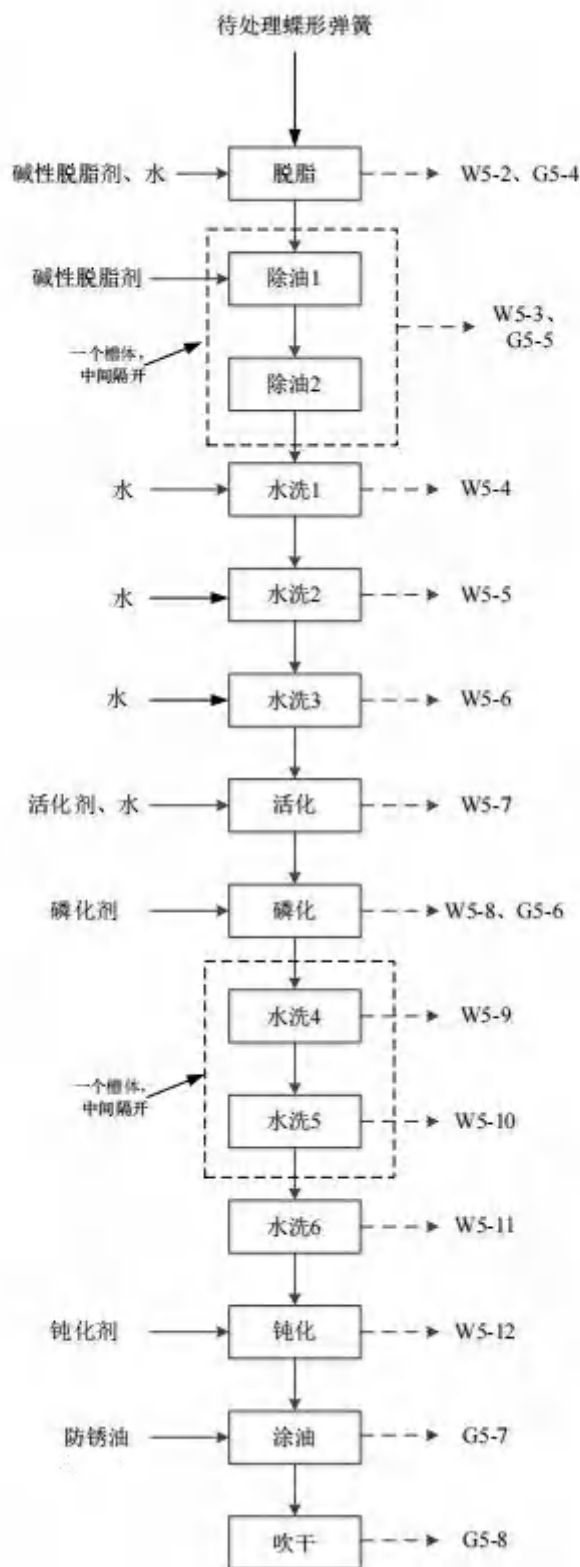 待处理蝶形弹簧
碱性脱脂剂、水
脱脂
W5-2、G5-4
碱性脱脂剂
除油1
一个槽体，
中间隔开
W5-3、
G5-5
除油2
水
水洗1
W5-4
水
水洗2
W5-5
水
水洗3
W5-6
活化剂、水
活化
W5-7
磷化剂
磷化
W5-8、G5-6
水洗4
W5-9
一个槽体，
中间隔开
水洗5
W5-10
水洗6
W5-11
钝化剂
钝化
W5-12
防锈油
涂油
G5-7
吹干
G5-8